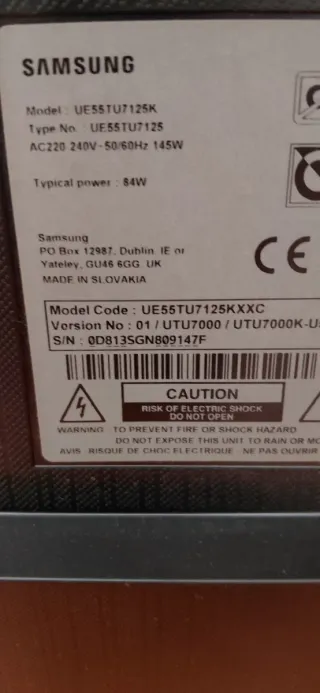 SAMSUNG
Model : UE55TU7125K
Type No. : UE55TU7125
AC220-240V~50/60Hz 145W
Typical power : 84W
Samsung
PO Box 12987, Dublin. IE or
Yateley, GU46 6GG. UK
MADE IN SLOVAKIA
CE
Model Code : UE55TU7125KXXC
Version No : 01 / UTU7000 / UTU7000K-U
S/N : 0D813SGN809147F
CAUTION
RISK OF ELECTRIC SHOCK
DO NOT OPEN
WARNING TO PREVENT FIRE OR SHOCK HAZARD
DO NOT EXPOSE THIS UNIT TO RAIN OR MO
AVIS RISQUE DE CHOC ELECTRIQUE NE PAS OUVRIR